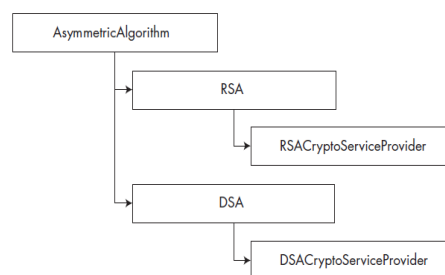 AsymmetricAlgorithm
RSA
RSACryptoServiceProvider
DSA
DSACryptoServiceProvider